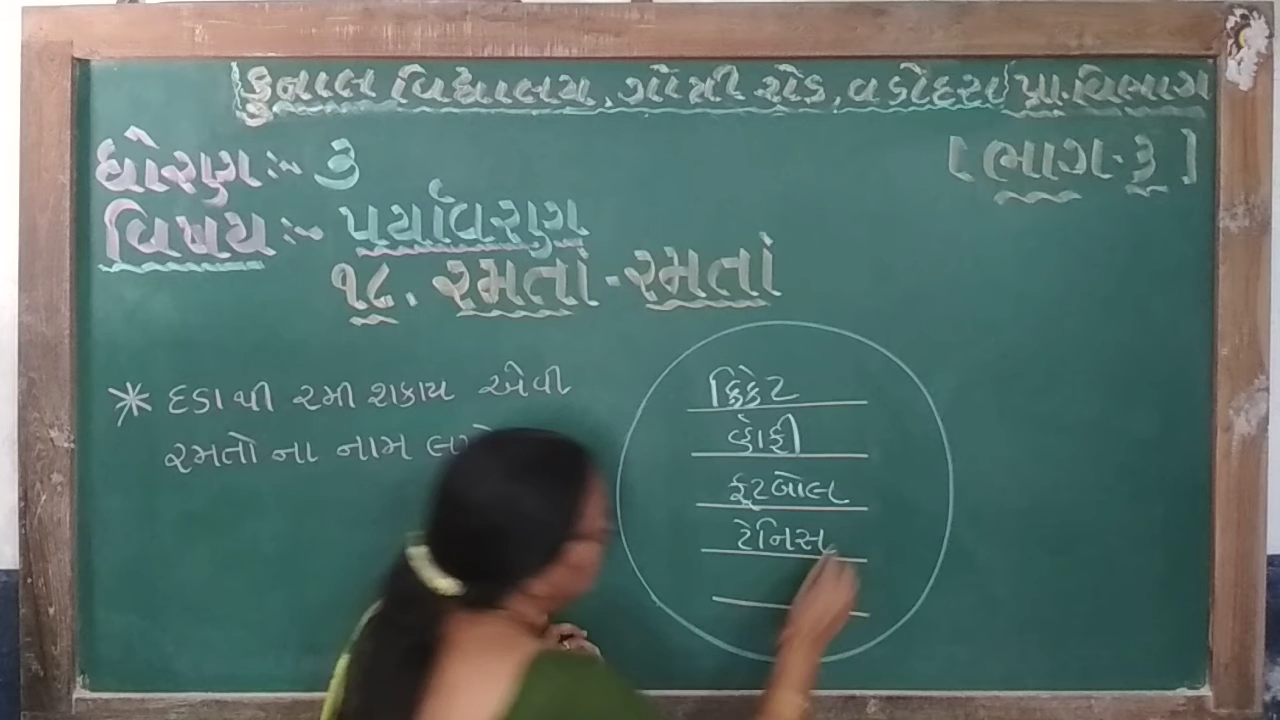 કુનાલ વિદ્યાલય, ગોત્રી રોડ, વડોદરા પ્રા. વિભાગ
ધોરણ :- ૩
[ ભાગ - ૩ ]
વિષય :- પર્યાવરણ
૧૮. રમતાં - રમતાં
* દડા થી રમી શકાય એવી
રમતો ના નામ
ક્રિકેટ
હોકી
ફૂટબોલ
ટેનિસ